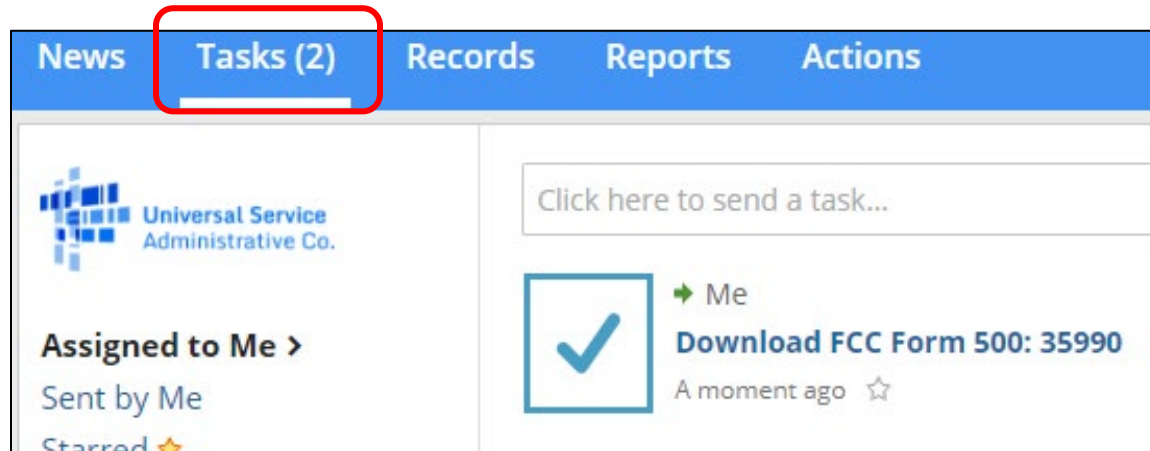 News Tasks (2) Records Reports Actions
Universal Service
Administrative Co.
Click here to send a task...
Me
Download FCC Form 500: 35990
A moment ago
Assigned to Me >
Sent by Me
Starred